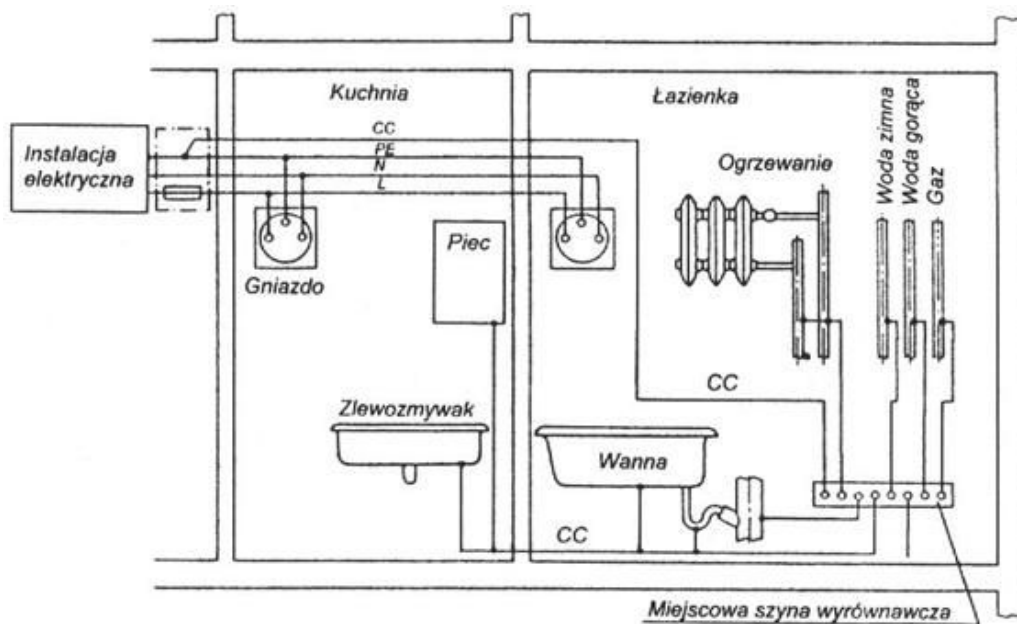 Kuchnia
Łazienka
CC
PE
N
L
Instalacja
elektryczna
Ogrzewanie
Woda zimna
Woda gorąca
Gaz
Piec
Gniazdo
CC
Zlewozmywak
Wanna
CC
Miejscowa szyna wyrównawcza